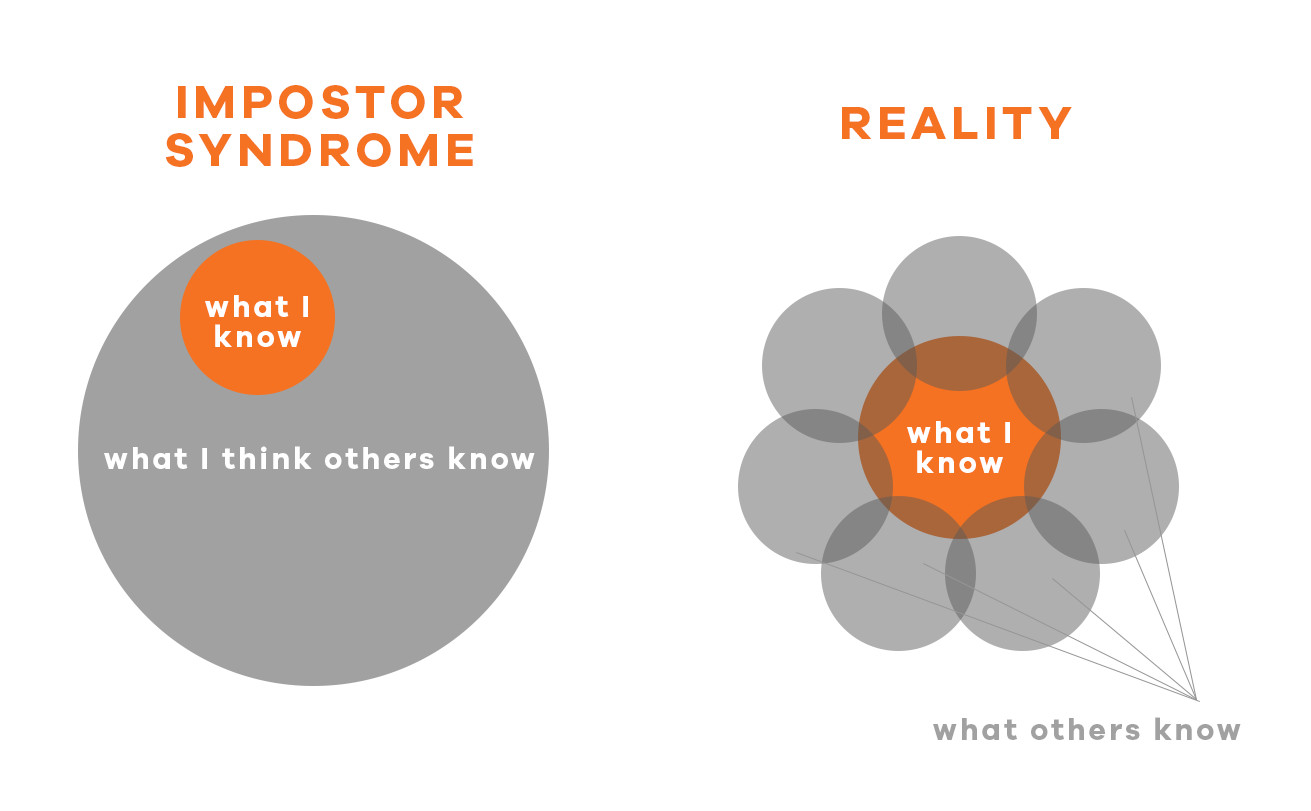 IMPOSTOR
SYNDROME
what I
know
what I think others know
REALITY
what I
know
what others know